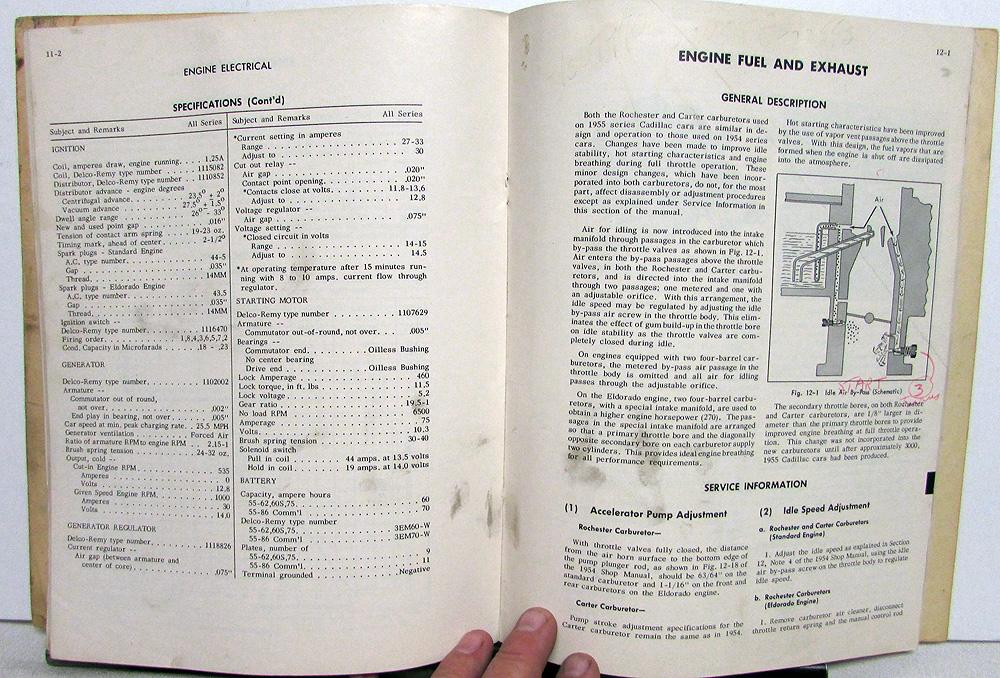 11-2
ENGINE ELECTRICAL
SPECIFICATIONS (Cont'd)
Subject and Remarks All Series
IGNITION
Coil, amperes draw, engine running. 1.25A
Coil, Delco-Remy type number 1115082
Distributor, Delco-Remy type number 1110852
Distributor advance - engine degrees
Centrifugal advance. 23.5° ± 2°
Vacuum advance 27.5° ± 1.5°
Dwell angle range 26° - 33°
New and used point gap .016"
Tension of contact arm spring 19-23 oz.
Timing mark, ahead of center. 2-1/2°
Spark plugs - Standard Engine
A.C. type number. 44-5
Gap .035"
Thread. 14MM
Spark plugs - Eldorado Engine
A.C. type number. 43.5
Gap .035"
Thread. 14MM
Ignition switch --
Delco-Remy type number. 1116470
Firing order. 1,8,4,3,6,5,7,2
Cond. Capacity in Microfarads .18 - .23
GENERATOR
Delco-Remy type number. 1102002
Armature --
Commutator out of round,
not over. .002"
End play in bearing, not over .005"
Car speed at min. peak charging rate. 25.5 MPH
Generator ventilation Forced Air
Ratio of armature RPM to engine RPM 2.15-1
Brush spring tension 24-32 oz.
Output, cold --
Cut-in Engine RPM. 535
Amperes 0
Volts 12.8
Given Speed Engine RPM. 1000
Amperes 30
Volts 14.0
GENERATOR REGULATOR
Delco-Remy type number. 1118826
Current regulator --
Air gap (between armature and
center of core) .075"
Subject and Remarks All Series
*Current setting in amperes
Range 27-33
Adjust to 30
Cut out relay --
Air gap .020"
Contact point opening. .020"
*Contacts close at volts. 11.8-13.6
Adjust to 12.8
Voltage regulator --
Air gap .075"
Voltage setting --
*Closed circuit in volts
Range 14-15
Adjust to 14.5
*At operating temperature after 15 minutes run-
ning with 8 to 10 amps. current flow through
regulator.
STARTING MOTOR
Delco-Remy type number 1107629
Armature --
Commutator out-of-round, not over. .005"
Bearings --
Commutator end. Oilless Bushing
No center bearing
Drive end Oilless Bushing
Lock Amperage 460
Lock torque, in ft. lbs 11.5
Lock voltage 5.2
Gear ratio 19.5-1
No load RPM 6500
Amperage 75
Volts. 10.3
Brush spring tension 30-40
Solenoid switch
Pull in coil 44 amps. at 13.5 volts
Hold in coil 19 amps. at 14.0 volts
BATTERY
Capacity, ampere hours
55-62,60S,75. 60
55-86 Comm'l 70
Delco-Remy type number
55-62,60S,75. 3EM60-W
55-86 Comm'l 3EM70-W
Plates, number of
55-62,60S,75. 9
55-86 Comm'l. 11
Terminal grounded Negative
12-1
ENGINE FUEL AND EXHAUST
GENERAL DESCRIPTION
Both the Rochester and Carter carburetors used
on 1955 series Cadillac cars are similar in de-
sign and operation to those used on 1954 series
cars. Changes have been made to improve idle
stability, hot starting characteristics and engine
breathing during full throttle operation. These
minor design changes, which have been incor-
porated into both carburetors, do not, for the most
part, affect disassembly or adjustment procedures
except as explained under Service Information in
this section of the manual.
Air for idling is now introduced into the intake
manifold through passages in the carburetor which
by-pass the throttle valves as shown in Fig. 12-1.
Air enters the by-pass passages above the throttle
valves, in both the Rochester and Carter carbu-
retors, and is directed into the intake manifold
through two passages; one metered and one with
an adjustable orifice. With this arrangement, the
idle speed may be regulated by adjusting the idle
by-pass air screw in the throttle body. This elim-
inates the effect of gum build-up in the throttle bore
on idle stability as the throttle valves are com-
pletely closed during idle.
On engines equipped with two four-barrel car-
buretors, the metered by-pass air passage in the
throttle body is omitted and all air for idling
passes through the adjustable orifice.
On the Eldorado engine, two four-barrel carbu-
retors, with a special intake manifold, are used to
obtain a higher engine horsepower (270). The pas-
sages in the special intake manifold are arranged
so that a primary bore and the diagonally
opposite secondary bore on each carburetor supply
two cylinders. This provides ideal engine breathing
for all performance requirements.
Hot starting characteristics have been improved
by the use of vapor vent passages above the throttle
valves. With this design, the fuel vapors that are
formed when the engine is shut off are dissipated
into the atmosphere.
Air
START
3
Fig. 12-1 Idle Air By-Pass (Schematic)
The secondary throttle bores, on both Rochester
and Carter carburetors, are 1/8" larger in di-
ameter than the primary throttle bores to provide
improved engine breathing at full throttle opera-
tion. This change was not incorporated into the
new carburetors until after approximately 3000,
1955 Cadillac cars had been produced.
SERVICE INFORMATION
(1) Accelerator Pump Adjustment
Rochester Carburetor—
With throttle valves fully closed, the distance
from the air horn surface to the bottom edge of
the pump plunger rod, as shown in Fig. 12-18 of
the 1954 Shop Manual, should be 63/64" on the
standard carburetor and 1-1/16" on the front and
rear carburetors on the Eldorado engine.
Carter Carburetor—
Pump stroke adjustment specifications for the
Carter carburetor remain the same as in 1954.
(2) Idle Speed Adjustment
a. Rochester and Carter Carburetors
(Standard Engine)
1. Adjust the idle speed as explained in Section
12, Note 4 of the 1954 Shop Manual, using the idle
air by-pass screw on the throttle body to regulate
idle speed.
b. Rochester Carburetors
(Eldorado Engine)
1. Remove carburetor air cleaner, disconnect
throttle return spring and the manual control rod